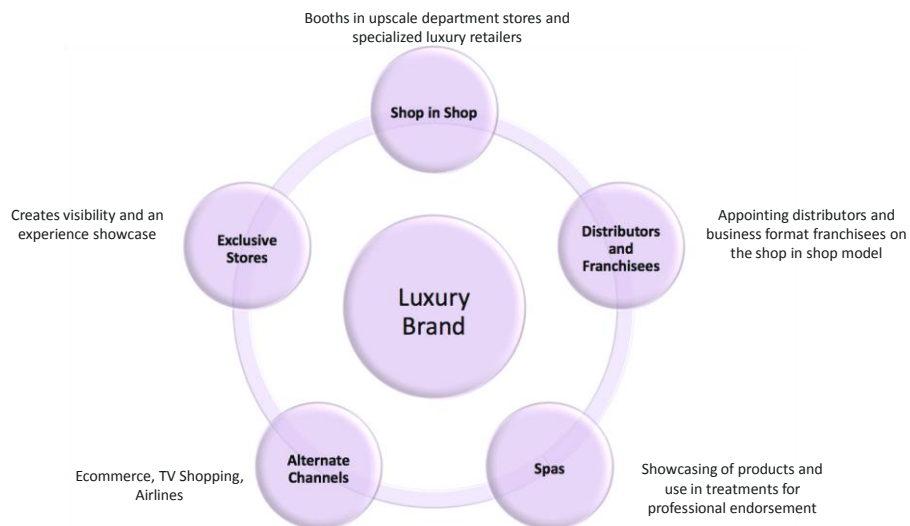 Booths in upscale department stores and
specialized luxury retailers
Shop in Shop
Creates visibility and an
experience showcase
Exclusive
Stores
Distributors
and
Franchisees
Appointing distributors and
business format franchisees on
the shop in shop model
Luxury
Brand
Ecommerce, TV Shopping,
Airlines
Alternate
Channels
Spas
Showcasing of products and
use in treatments for
professional endorsement